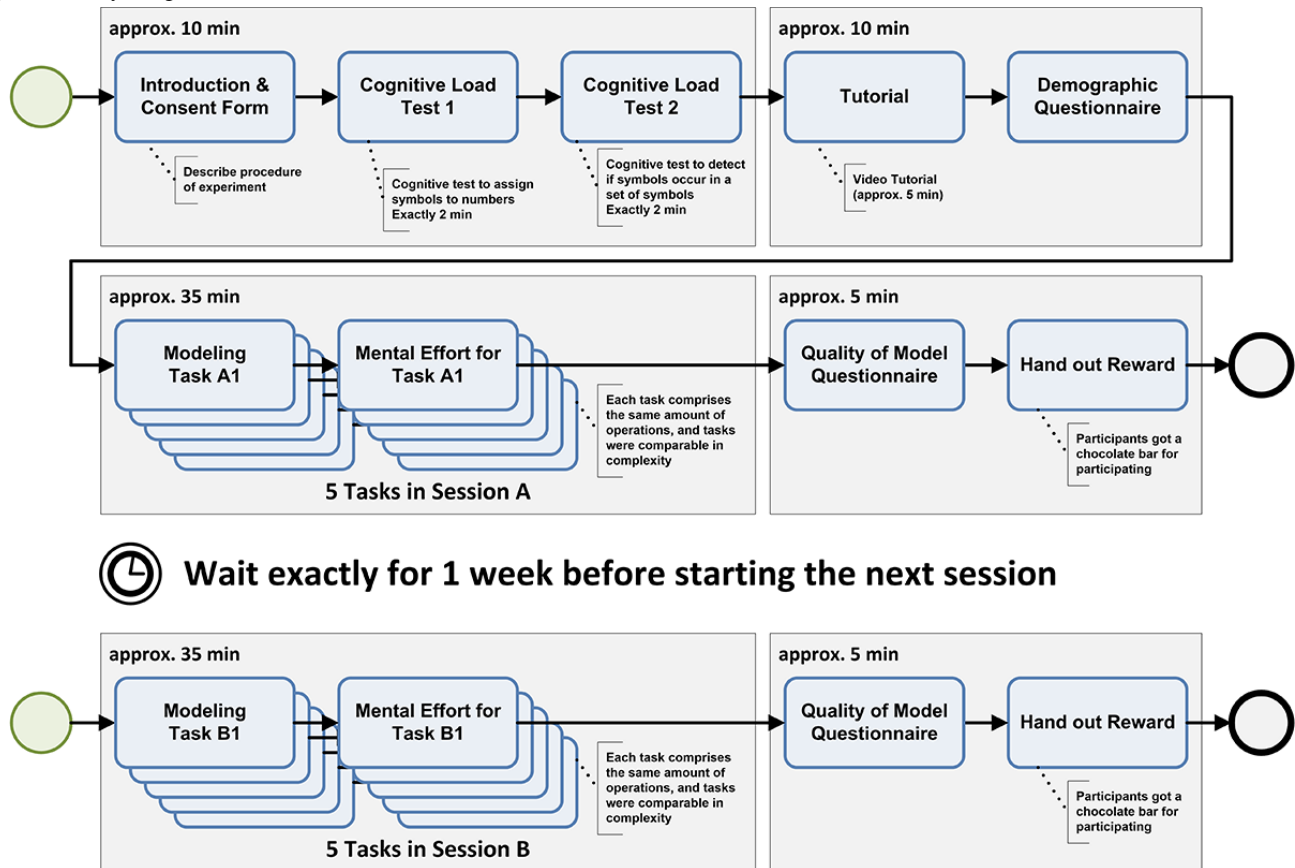 approx. 10 min
Introduction &
Consent Form
Describe procedure
of experiment
Cognitive Load
Test 1
Cognitive test to assign
symbols to numbers
Exactly 2 min
Cognitive Load
Test 2
Cognitive test to detect
if symbols occur in a
set of symbols
Exactly 2 min
approx. 10 min
Tutorial
Video Tutorial
(approx. 5 min)
Demographic
Questionnaire
approx. 35 min
Modeling
Task A1
Mental Effort for
Task A1
Each task comprises
the same amount of
operations, and tasks
were comparable in
complexity
5 Tasks in Session A
approx. 5 min
Quality of Model
Questionnaire
Hand out Reward
Participants got a
chocolate bar for
participating
Wait exactly for 1 week before starting the next session
approx. 35 min
Modeling
Task B1
Mental Effort for
Task B1
Each task comprises
the same amount of
operations, and tasks
were comparable in
complexity
5 Tasks in Session B
approx. 5 min
Quality of Model
Questionnaire
Hand out Reward
Participants got a
chocolate bar for
participating